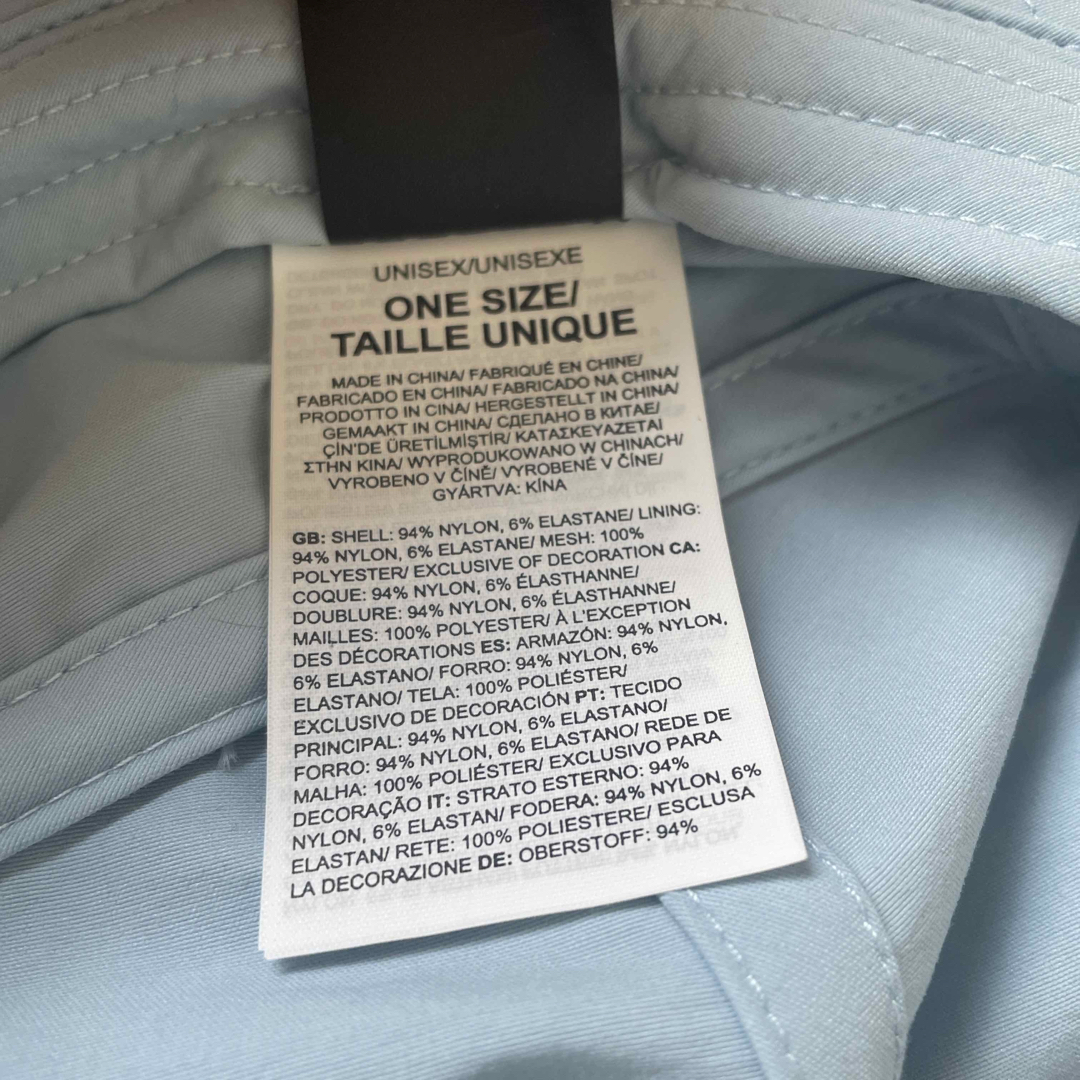 UNISEX/UNISEXE
ONE SIZE/
TAILLE UNIQUE
MADE IN CHINA/ FABRIQUÉ EN CHINE/
FABRICADO EN CHINA/ FABRICADO NA CHINA/
PRODOTTO IN CINA/ HERGESTELLT IN CHINA/
GEMAAKT IN CHINA/ СДЕЛАНО В КИТАЕ/
ÇİN'DE ÜRETİLMİŞTİR/ ΚΑΤΑΣΚΕΥΑΖΕΤΑΙ
ΣΤΗΝ ΚΙΝΑ/ WYPRODUKOWANO W CHINACH/
VYROBENO V ČÍNĚ/ VYROBENÉ V ČÍNE/
GYÁRTVA: KÍNA
GB: SHELL: 94% NYLON, 6% ELASTANE/ LINING:
94% NYLON, 6% ELASTANE/ MESH: 100%
POLYESTER/ EXCLUSIVE OF DECORATION CA:
COQUE: 94% NYLON, 6% ÉLASTHANNE/
DOUBLURE: 94% NYLON, 6% ÉLASTHANNE/
MAILLES: 100% POLYESTER/ À L'EXCEPTION
DES DÉCORATIONS ES: ARMAZÓN: 94% NYLON,
6% ELASTANO/ FORRO: 94% NYLON, 6%
ELASTANO/ TELA: 100% POLIÉSTER/
EXCLUSIVO DE DECORACIÓN PT: TECIDO
PRINCIPAL: 94% NYLON, 6% ELASTANO/
FORRO: 94% NYLON, 6% ELASTANO/ REDE DE
MALHA: 100% POLIÉSTER/ EXCLUSIVO PARA
DECORAÇÃO IT: STRATO ESTERNO: 94%
NYLON, 6% ELASTAN/ FODERA: 94% NYLON, 6%
ELASTAN/ RETE: 100% POLIESTERE/ ESCLUSA
LA DECORAZIONE DE: OBERSTOFF: 94%